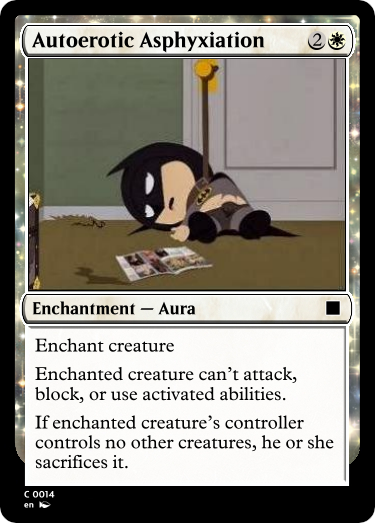 Autoerotic Asphyxiation 2
Enchantment — Aura
Enchant creature
Enchanted creature can't attack,
block, or use activated abilities.
If enchanted creature's controller
controls no other creatures, he or she
sacrifices it.
C 0014
en